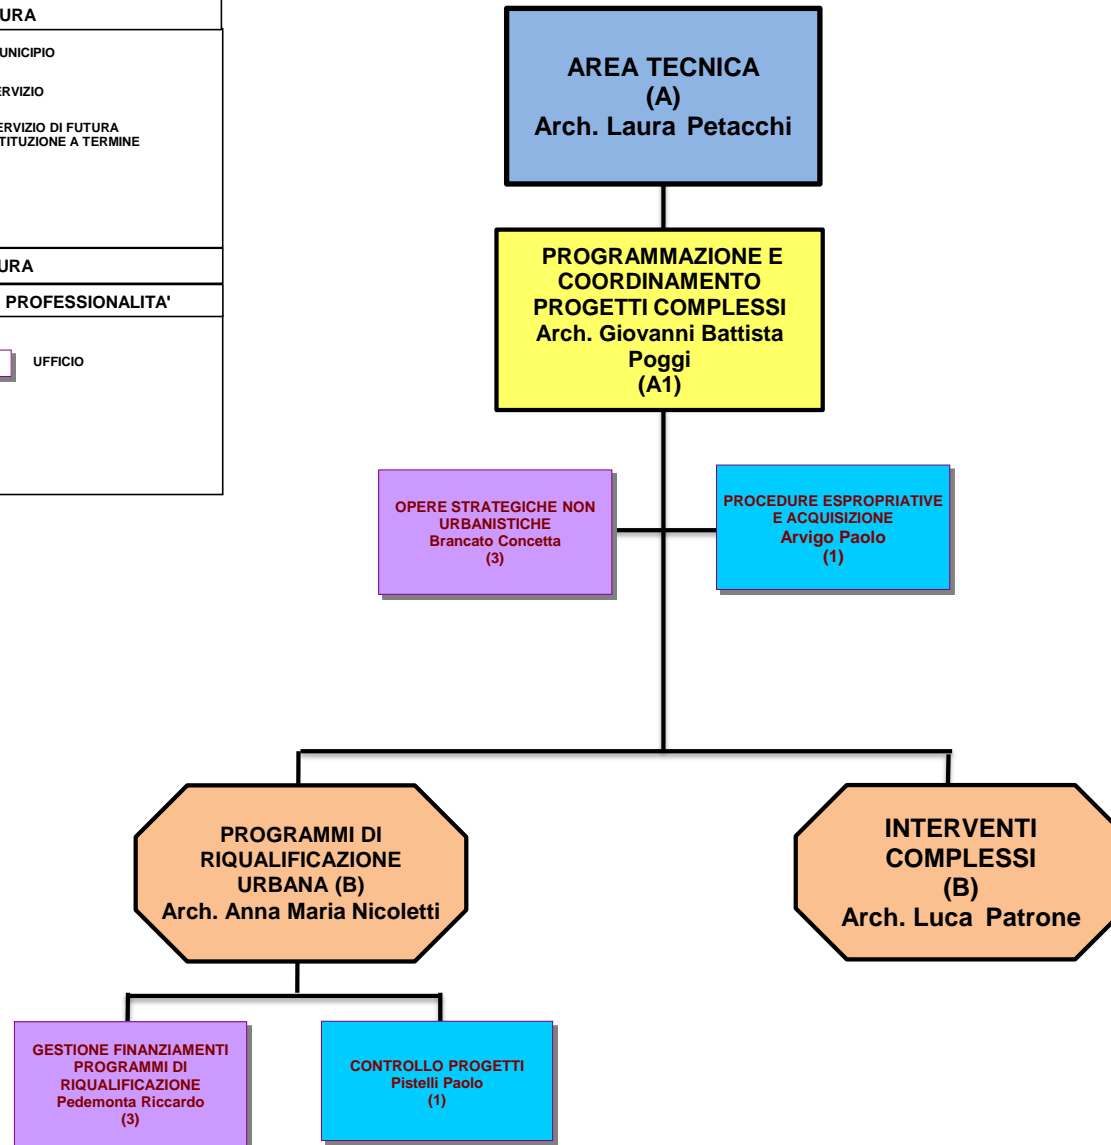 URA
UNICIPIO
ERVIZIO
ERVIZIO DI FUTURA
TITUZIONE A TERMINE
URA
PROFESSIONALITA'
UFFICIO
AREA TECNICA
(A)
Arch. Laura Petacchi
PROGRAMMAZIONE E
COORDINAMENTO
PROGETTI COMPLESSI
Arch. Giovanni Battista
Poggi
(A1)
OPERE STRATEGICHE NON
URBANISTICHE
Brancato Concetta
(3)
PROCEDURE ESPROPRIATIVE
E ACQUISIZIONE
Arvigo Paolo
(1)
PROGRAMMI DI
RIQUALIFICAZIONE
URBANA (B)
Arch. Anna Maria Nicoletti
INTERVENTI
COMPLESSI
(B)
Arch. Luca Patrone
GESTIONE FINANZIAMENTI
PROGRAMMI DI
RIQUALIFICAZIONE
Pedemonta Riccardo
(3)
CONTROLLO PROGETTI
Pistelli Paolo
(1)